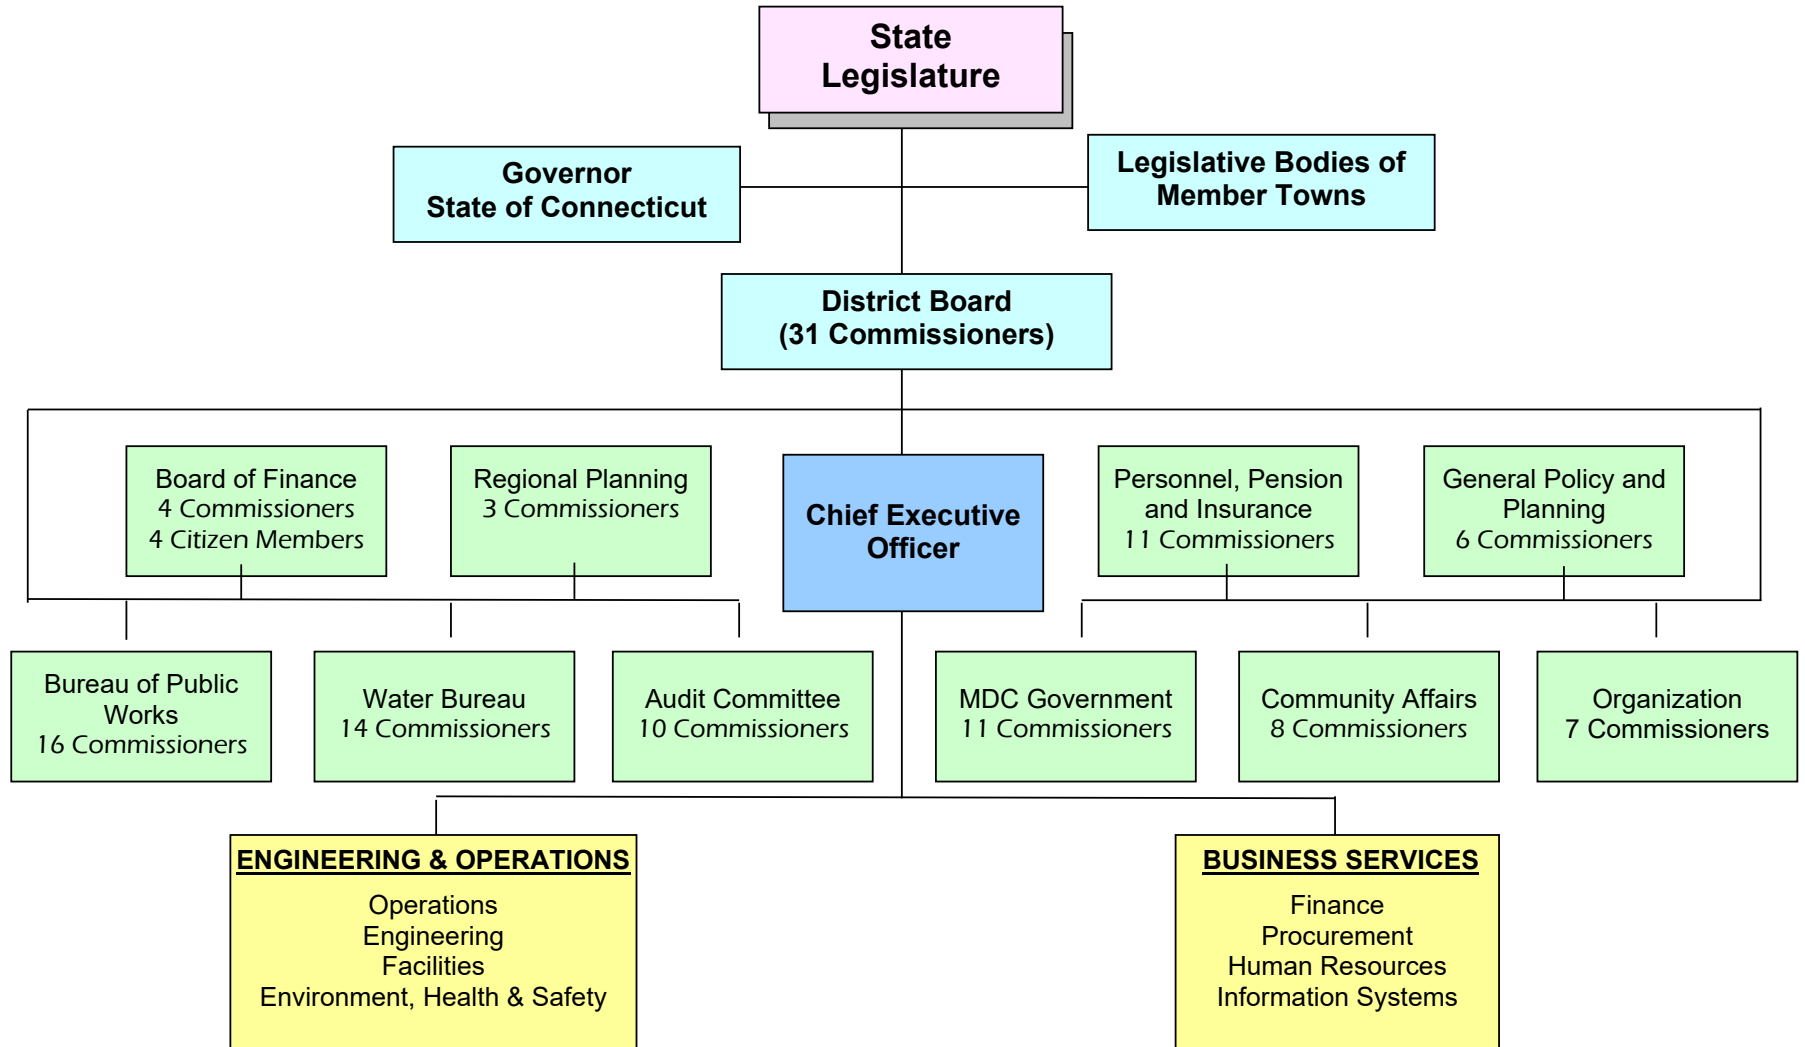 State
Legislature
Governor
State of Connecticut
Legislative Bodies of
Member Towns
District Board
(31 Commissioners)
Board of Finance
4 Commissioners
4 Citizen Members
Regional Planning
3 Commissioners
Chief Executive
Officer
Personnel, Pension
and Insurance
11 Commissioners
General Policy and
Planning
6 Commissioners
Bureau of Public
Works
16 Commissioners
Water Bureau
14 Commissioners
Audit Committee
10 Commissioners
MDC Government
11 Commissioners
Community Affairs
8 Commissioners
Organization
7 Commissioners
ENGINEERING & OPERATIONS
Operations
Engineering
Facilities
Environment, Health & Safety
BUSINESS SERVICES
Finance
Procurement
Human Resources
Information Systems